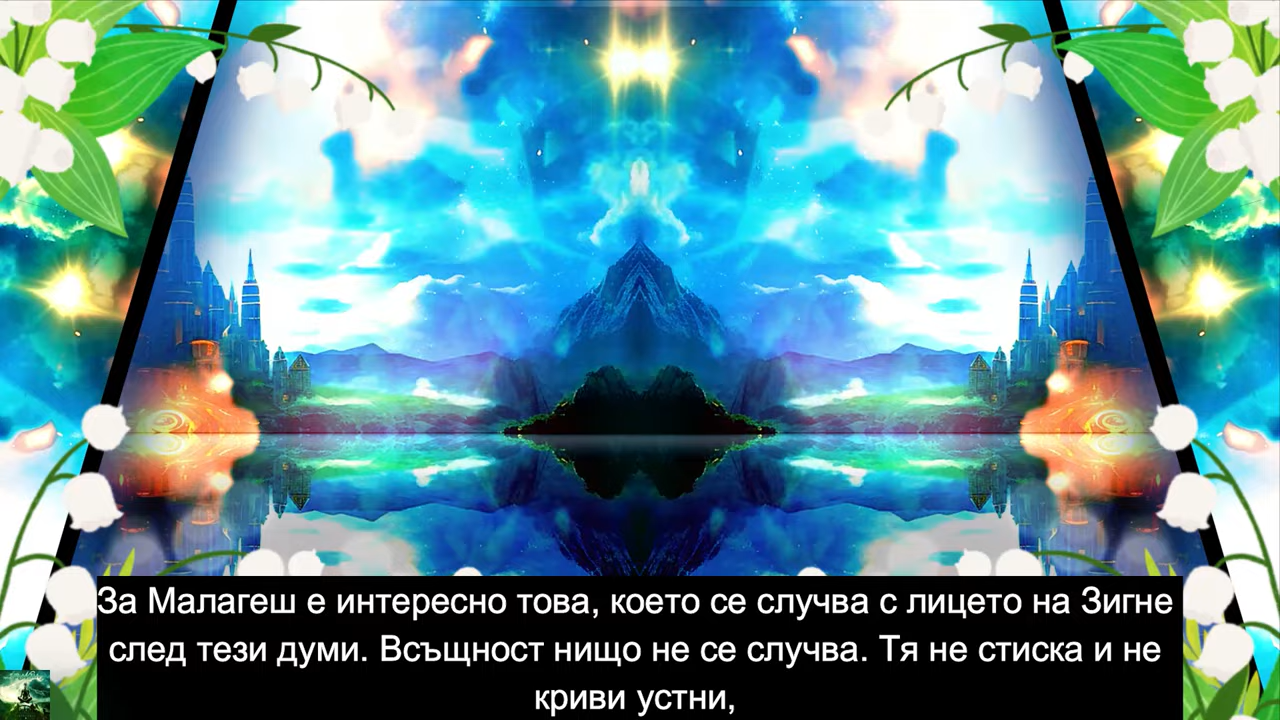 За Малагеш е интересно това, което се случва с лицето на Зигне
след тези думи. Всъщност нищо не се случва. Тя не стиска и не
криви устни,